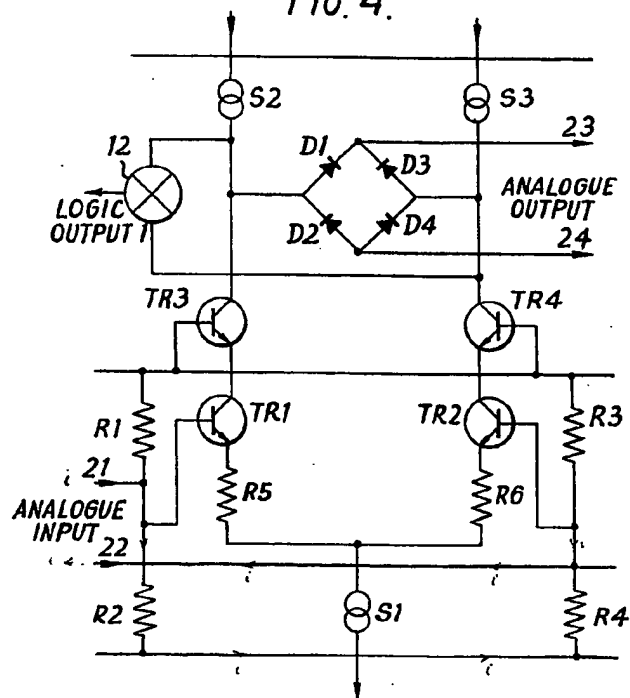 FIG. 4.
S2
S3
12
23
D1
D3
LOGIC
OUTPUT 1
ANALOGUE
OUTPUT
D2
D4
24
TR3
TR4
R1
TR1
TR2
R3
i 21
R5
R6
ANALOGUE
INPUT
22
i
i
i
R2
S1
R4
i
i